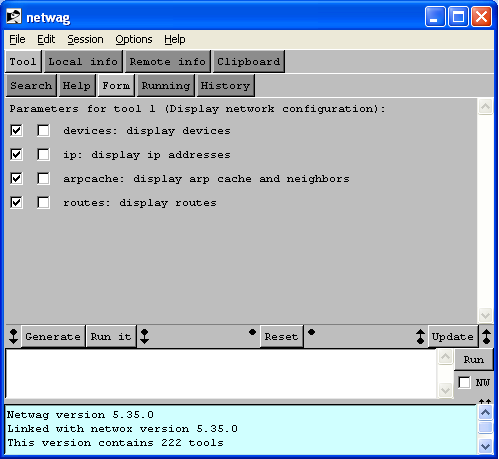 netwag
File Edit Session Options Help
Tool Local info Remote info Clipboard
Search Help Form Running History
Parameters for tool 1 (Display network configuration):
devices: display devices
ip: display ip addresses
arpcache: display arp cache and neighbors
routes: display routes
Generate Run it Reset Update
Run
NW
Netwag version 5.35.0
Linked with netwox version 5.35.0
This version contains 222 tools